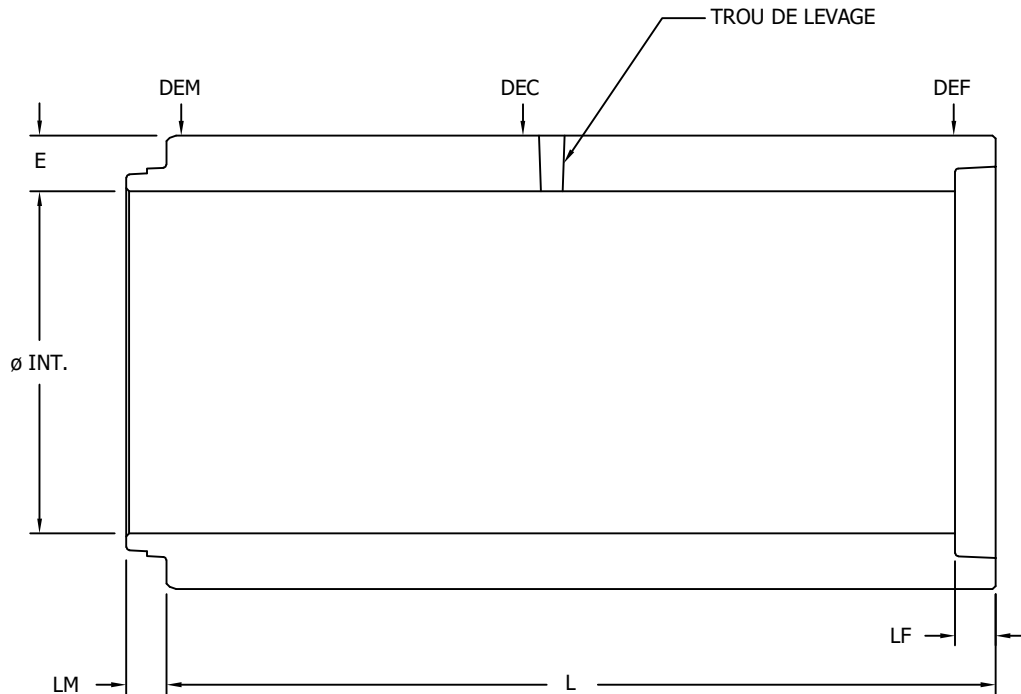 TROU DE LEVAGE
DEM
DEC
DEF
E
ø INT.
LF
LM
L